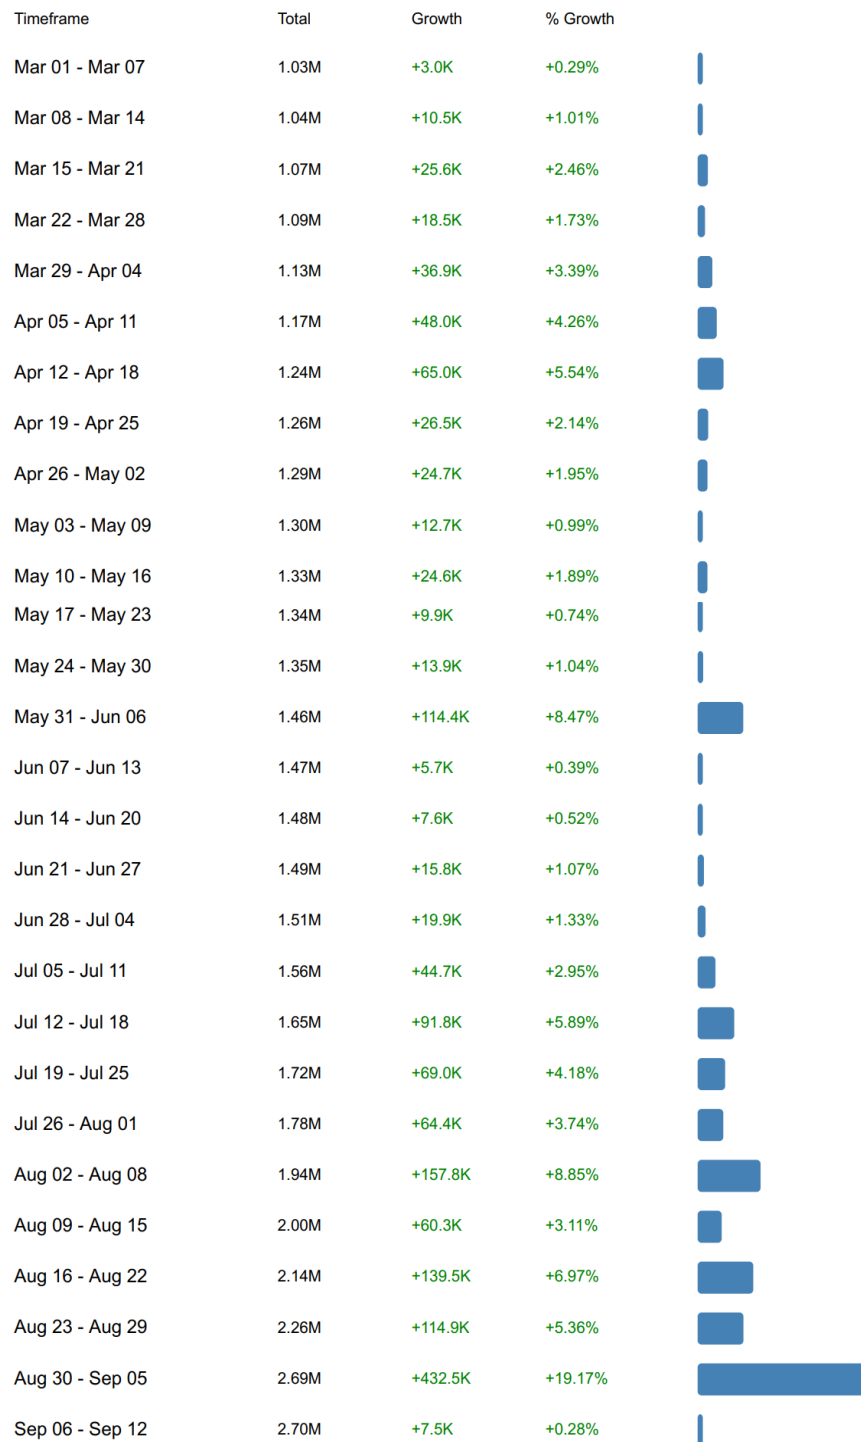 Timeframe Total Growth % Growth
Mar 01 - Mar 07 1.03M +3.0K +0.29%
Mar 08 - Mar 14 1.04M +10.5K +1.01%
Mar 15 - Mar 21 1.07M +25.6K +2.46%
Mar 22 - Mar 28 1.09M +18.5K +1.73%
Mar 29 - Apr 04 1.13M +36.9K +3.39%
Apr 05 - Apr 11 1.17M +48.0K +4.26%
Apr 12 - Apr 18 1.24M +65.0K +5.54%
Apr 19 - Apr 25 1.26M +26.5K +2.14%
Apr 26 - May 02 1.29M +24.7K +1.95%
May 03 - May 09 1.30M +12.7K +0.99%
May 10 - May 16 1.33M +24.6K +1.89%
May 17 - May 23 1.34M +9.9K +0.74%
May 24 - May 30 1.35M +13.9K +1.04%
May 31 - Jun 06 1.46M +114.4K +8.47%
Jun 07 - Jun 13 1.47M +5.7K +0.39%
Jun 14 - Jun 20 1.48M +7.6K +0.52%
Jun 21 - Jun 27 1.49M +15.8K +1.07%
Jun 28 - Jul 04 1.51M +19.9K +1.33%
Jul 05 - Jul 11 1.56M +44.7K +2.95%
Jul 12 - Jul 18 1.65M +91.8K +5.89%
Jul 19 - Jul 25 1.72M +69.0K +4.18%
Jul 26 - Aug 01 1.78M +64.4K +3.74%
Aug 02 - Aug 08 1.94M +157.8K +8.85%
Aug 09 - Aug 15 2.00M +60.3K +3.11%
Aug 16 - Aug 22 2.14M +139.5K +6.97%
Aug 23 - Aug 29 2.26M +114.9K +5.36%
Aug 30 - Sep 05 2.69M +432.5K +19.17%
Sep 06 - Sep 12 2.70M +7.5K +0.28%